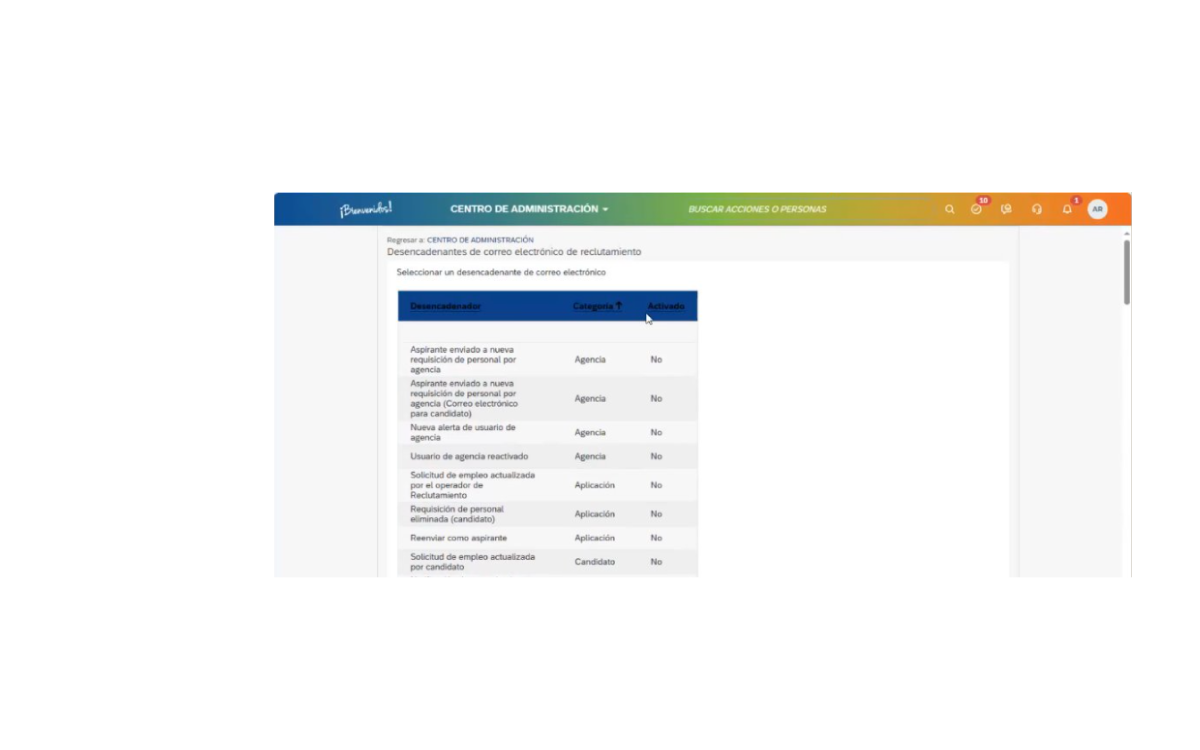 ¡Bienvenid@s! CENTRO DE ADMINISTRACIÓN BUSCAR ACCIONES O PERSONAS 18 1 AR
Regresar a: CENTRO DE ADMINISTRACIÓN
Desencadenantes de correo electrónico de reclutamiento
Seleccionar un desencadenante de correo electrónico
Desencadenador Categoría ↑ Activado
Aspirante enviado a nueva
requisición de personal por Agencia No
agencia
Aspirante enviado a nueva
requisición de personal por
agencia (Correo electrónico Agencia No
para candidato)
Nueva alerta de usuario de
agencia Agencia No
Usuario de agencia reactivado Agencia No
Solicitud de empleo actualizada
por el operador de Aplicación No
Reclutamiento
Requisición de personal
eliminada (candidato) Aplicación No
Reenviar como aspirante Aplicación No
Solicitud de empleo actualizada
por candidato Candidato No